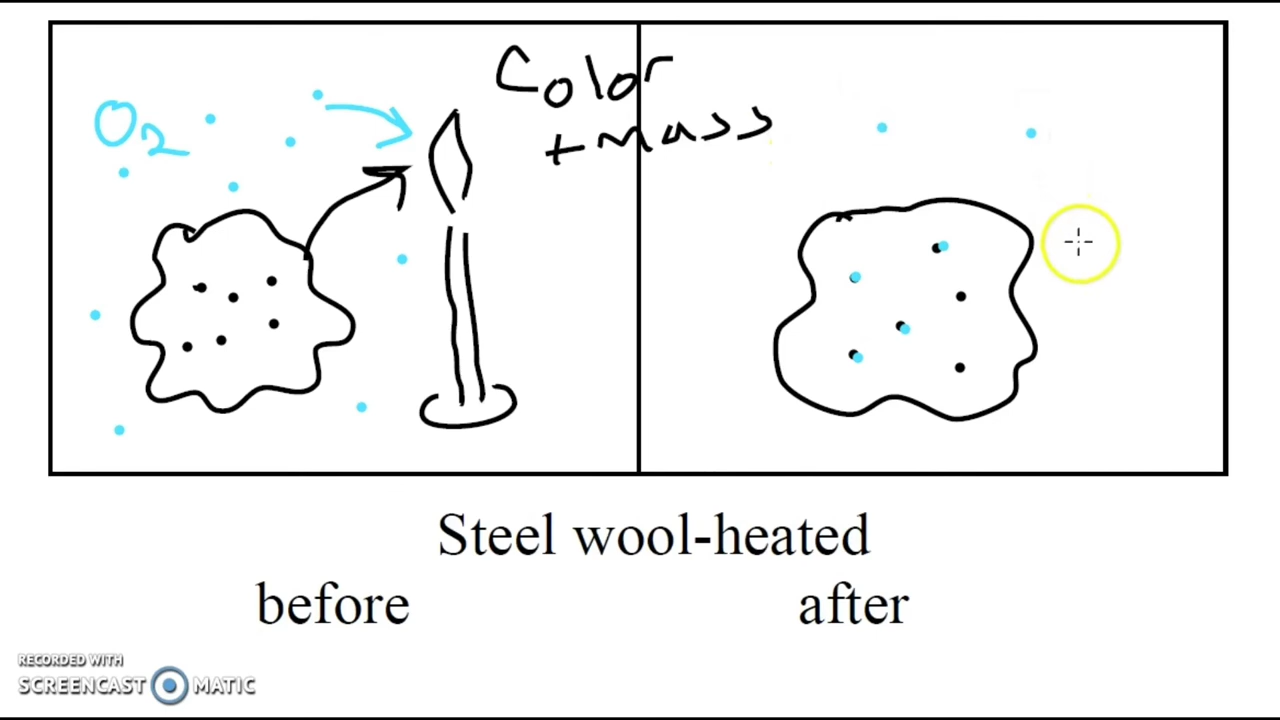 Color
+ Mass
O2
Steel wool-heated
before after
RECORDED WITH
SCREENCAST MATIC